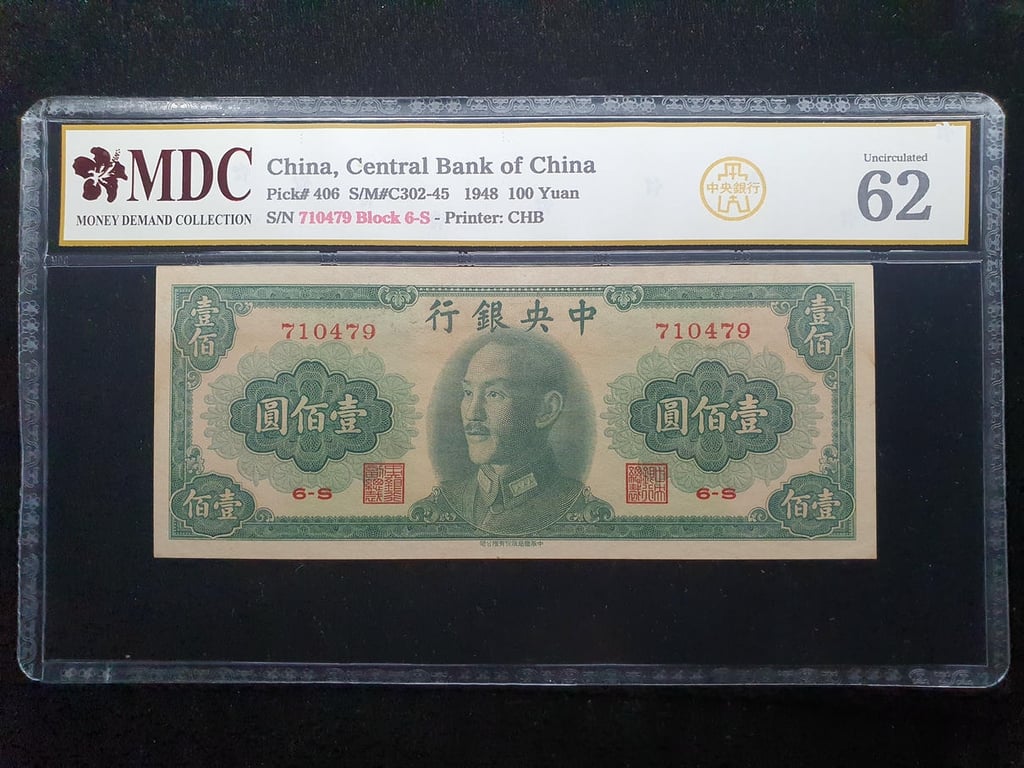 MDC
MONEY DEMAND COLLECTION
China, Central Bank of China
Pick# 406 S/M#C302-45 1948 100 Yuan
S/N 710479 Block 6-S - Printer: CHB
中央銀行
Uncirculated
62
行銀央中
壹佰
710479
710479
壹佰
圓佰壹
圓佰壹
6-S
6-S
佰壹
佰壹